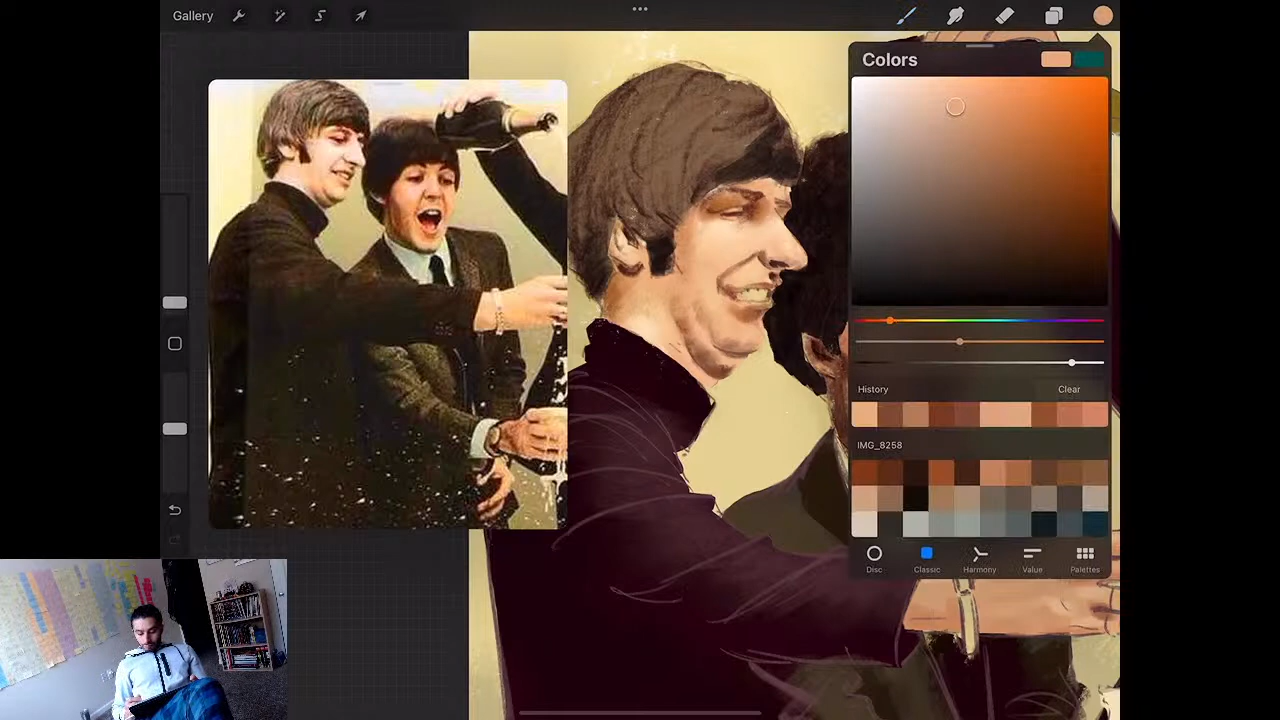 Gallery
Colors
History
Clear
IMG_8258
Disc
Classic
Harmony
Value
Palettes